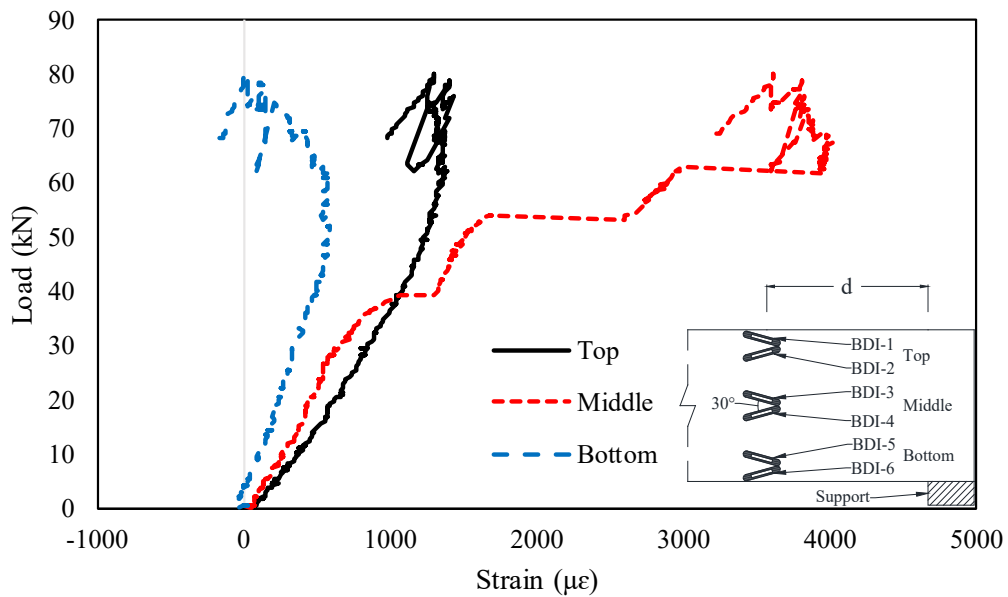 90
80
70
60
50
40
30
20
10
0
Load (kN)
-1000 0 1000 2000 3000 4000 5000
Strain (με)
Top
Middle
Bottom
d
BDI-1
Top
BDI-2
BDI-3
30°
Middle
BDI-4
BDI-5
Bottom
BDI-6
Support